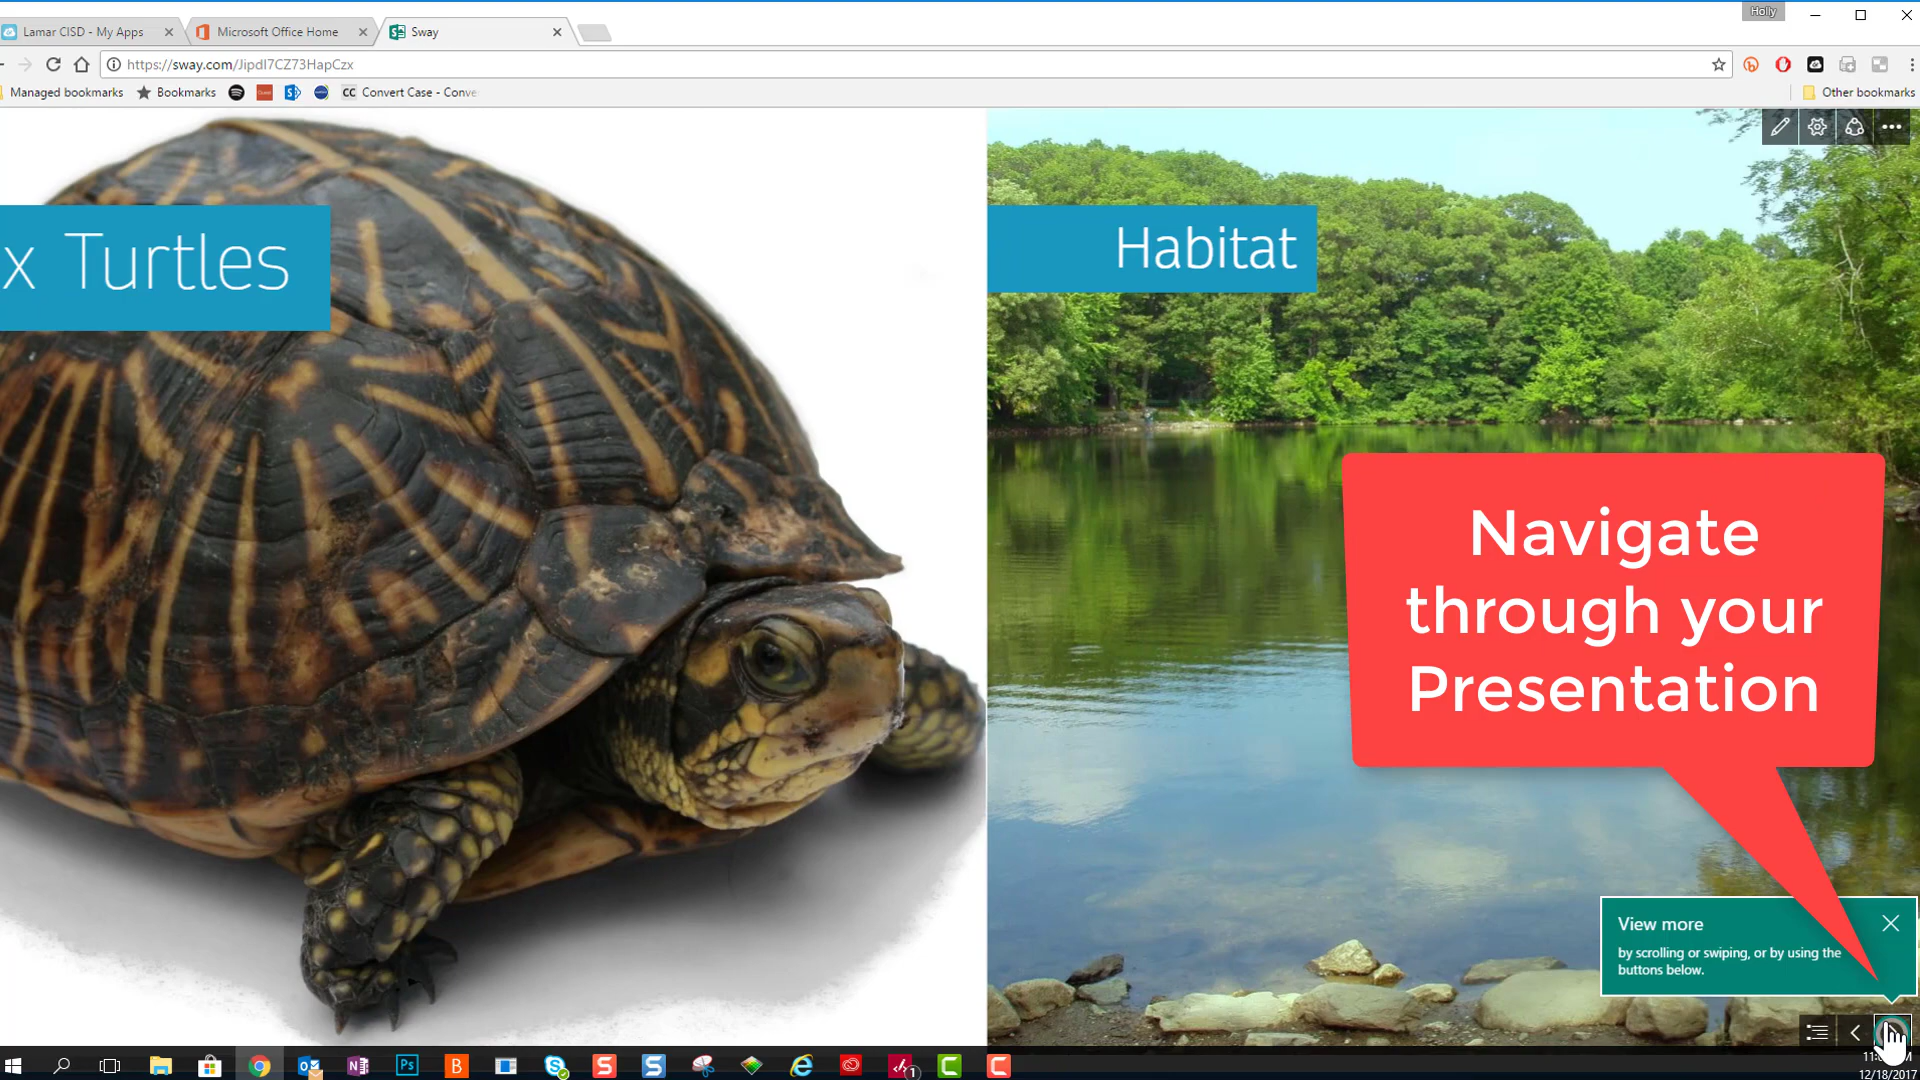 Holly
Lamar CISD - My Apps
Microsoft Office Home
Sway
https://sway.com/JipdI7CZ73HapCzx
Managed bookmarks
Bookmarks
CC Convert Case - Conve
Other bookmarks
x Turtles
Habitat
Navigate
through your
Presentation
View more
by scrolling or swiping, or by using the
buttons below.
12/18/2017